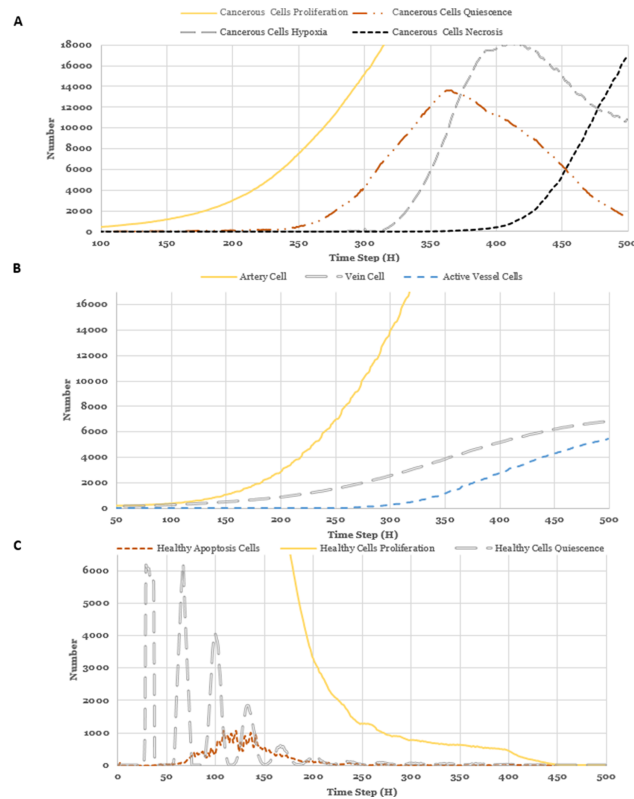 A
Cancerous Cells Proliferation Cancerous Cells Quiescence
Cancerous Cells Hypoxia Cancerous Cells Necrosis
18000
16000
14000
12000
10000
8000
6000
4000
2000
0
Number
100 150 200 250 300 350 400 450 500
Time Step (H)
B
Artery Cell Vein Cell Active Vessel Cells
16000
14000
12000
10000
8000
6000
4000
2000
0
Number
50 100 150 200 250 300 350 400 450 500
Time Step (H)
C
Healthy Apoptosis Cells Healthy Cells Proliferation Healthy Cells Quiescence
6000
5000
4000
3000
2000
1000
0
Number
0 50 100 150 200 250 300 350 400 450 500
Time Step (H)